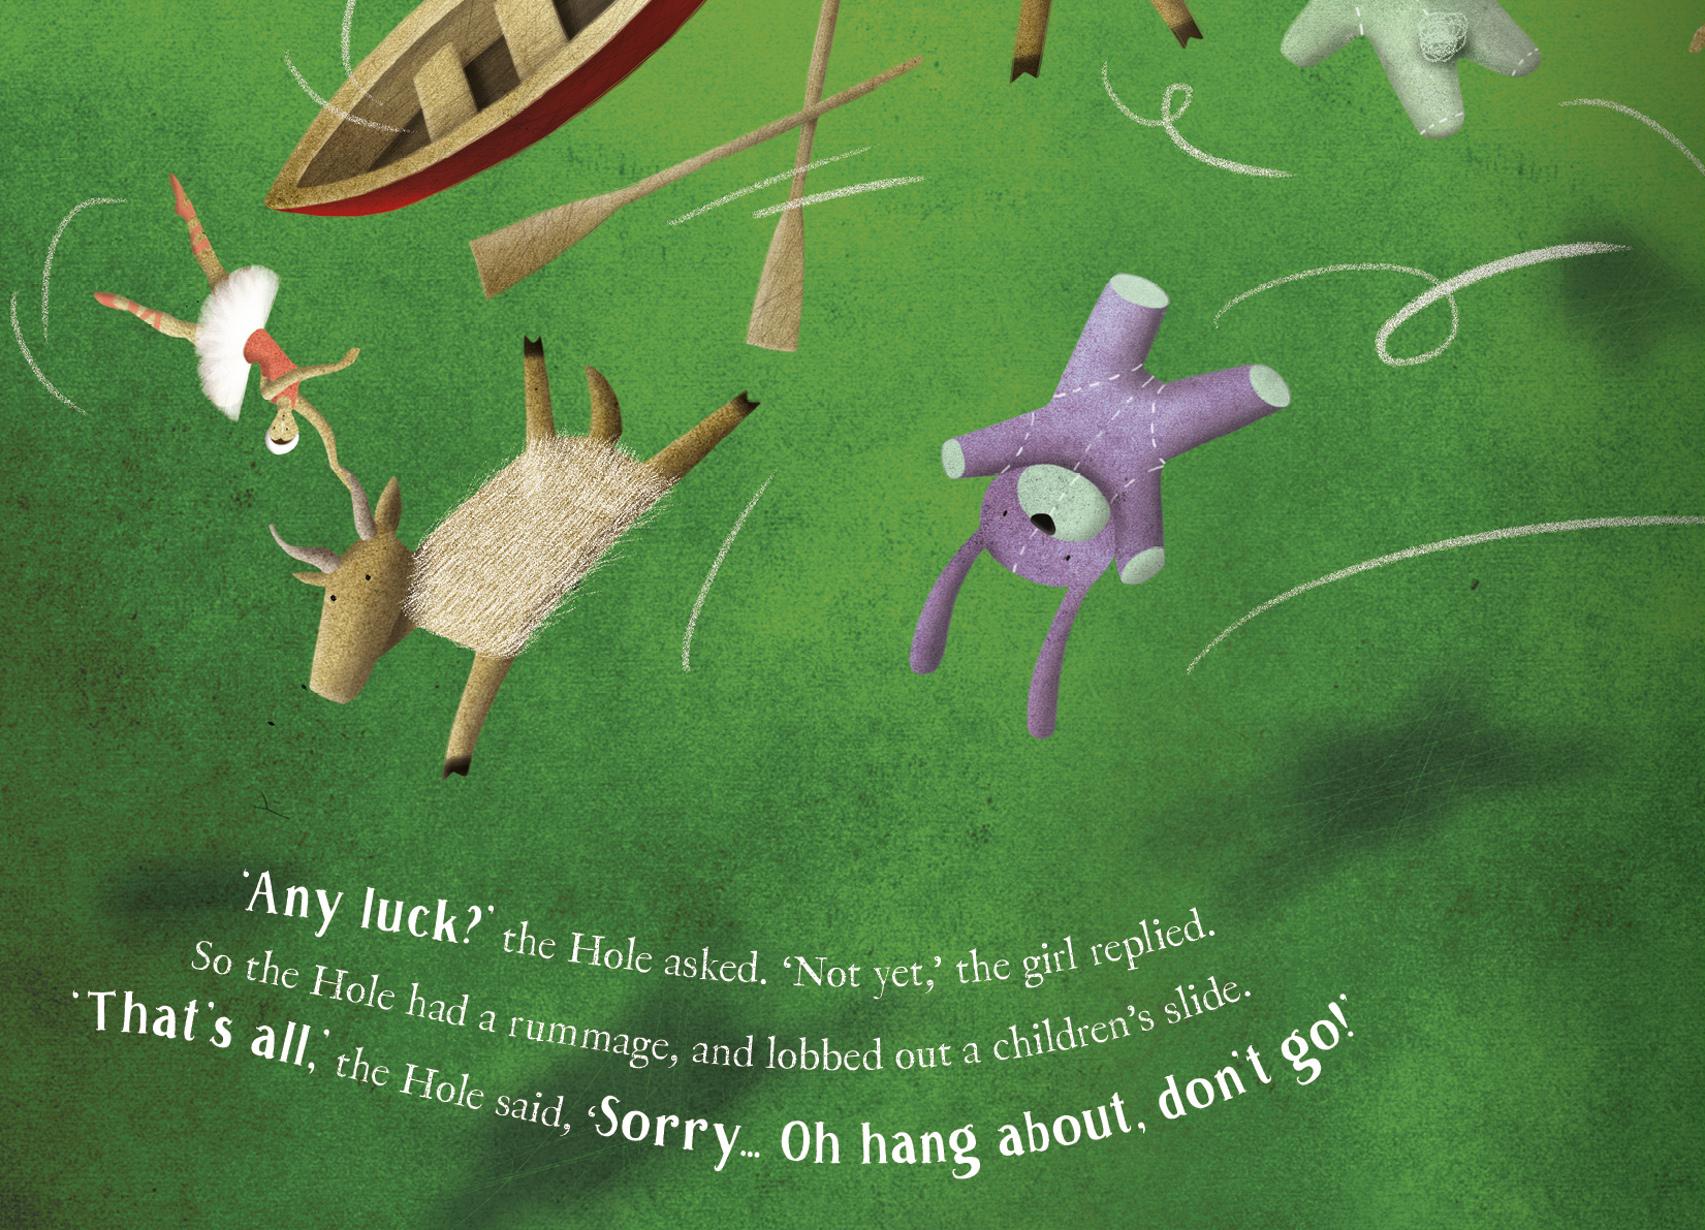 ‘Any luck?’ the Hole asked. ‘Not yet,’ the girl replied.
So the Hole had a rummage, and lobbed out a children’s slide.
‘That’s all,’ the Hole said, ‘Sorry... Oh hang about, don’t go!’